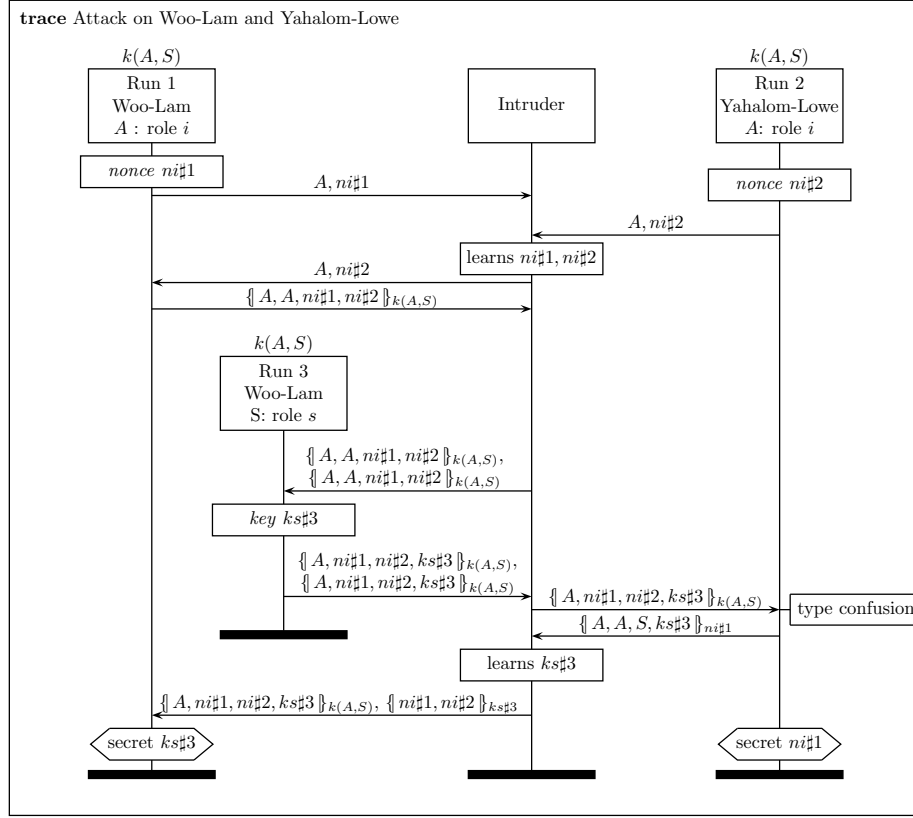 trace Attack on Woo-Lam and Yahalom-Lowe
k(A, S)
Run 1
Woo-Lam
A : role i
Intruder
k(A, S)
Run 2
Yahalom-Lowe
A: role i
nonce ni♯1
nonce ni♯2
A, ni♯1
A, ni♯2
learns ni♯1, ni♯2
A, ni♯2
{| A, A, ni♯1, ni♯2 |}k(A,S)
k(A, S)
Run 3
Woo-Lam
S: role s
{| A, A, ni♯1, ni♯2 |}k(A,S),
{| A, A, ni♯1, ni♯2 |}k(A,S)
key ks♯3
{| A, ni♯1, ni♯2, ks♯3 |}k(A,S),
{| A, ni♯1, ni♯2, ks♯3 |}k(A,S)
{| A, ni♯1, ni♯2, ks♯3 |}k(A,S)
type confusion
{| A, A, S, ks♯3 |}ni♯1
learns ks♯3
{| A, ni♯1, ni♯2, ks♯3 |}k(A,S), {| ni♯1, ni♯2 |}ks♯3
secret ks♯3
secret ni♯1